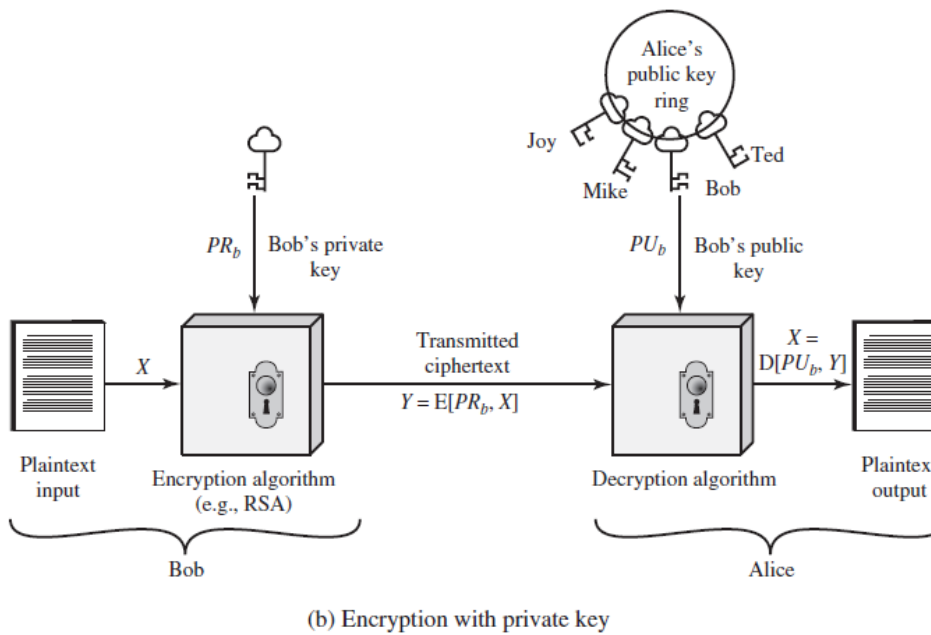 Alice's
public key
ring
Joy
Mike
Bob
Ted
PR_b
Bob's private
key
PU_b
Bob's public
key
X
Transmitted
ciphertext
Y = E[PR_b, X]
X =
D[PU_b, Y]
Plaintext
input
Encryption algorithm
(e.g., RSA)
Decryption algorithm
Plaintext
output
Bob
Alice
(b) Encryption with private key